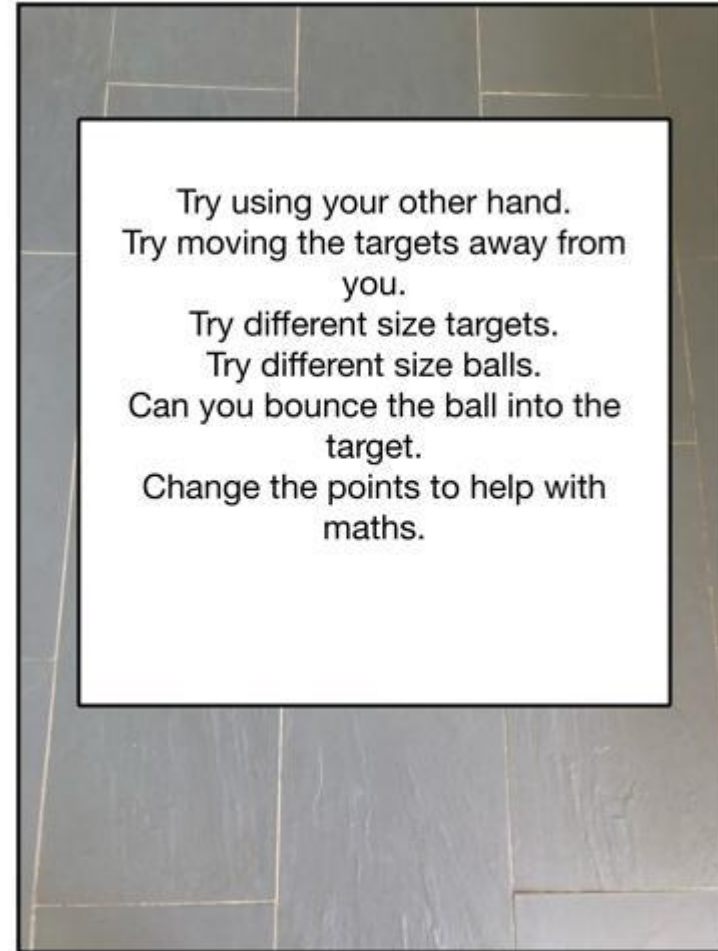 Try using your other hand.
Try moving the targets away from
you.
Try different size targets.
Try different size balls.
Can you bounce the ball into the
target.
Change the points to help with
maths.